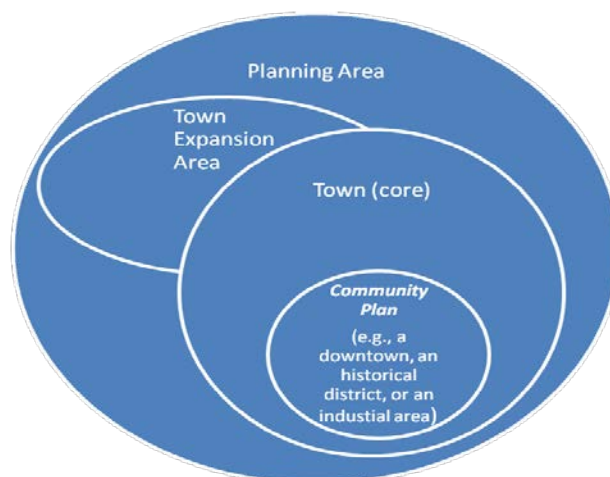 Planning Area
Town
Expansion
Area
Town (core)
Community
Plan
(e.g., a
downtown, an
historical
district, or an
industial area)